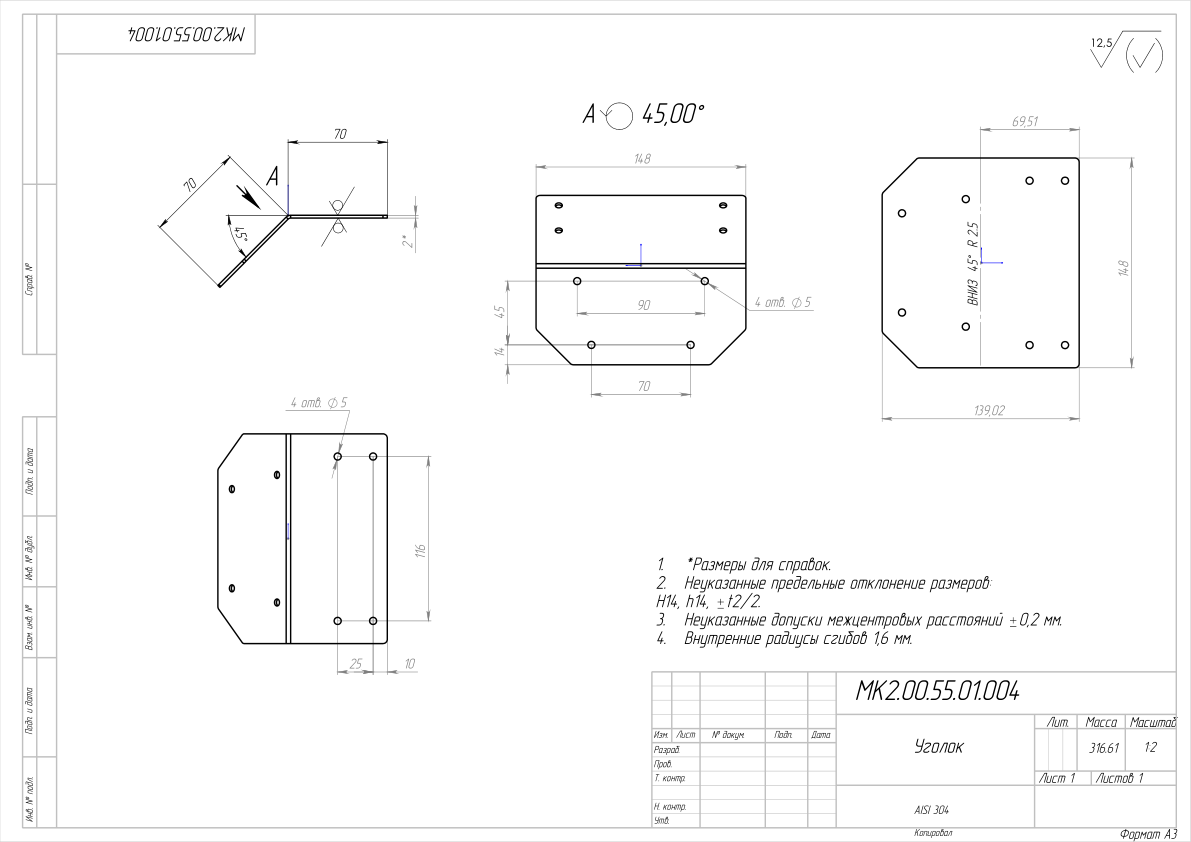 МК2.00.55.01.004
12,5
А 45,00°
70
70
А
45°
2*
148
45
14
90
4 отв. ∅5
70
69,51
ВНИЗ 45° R 2.5
148
139,02
4 отв. ∅5
116
25
10
1. *Размеры для справок.
2. Неуказанные предельные отклонение размеров:
Н14, h14, ±t2/2.
3. Неуказанные допуски межцентровых расстояний ±0,2 мм.
4. Внутренние радиусы сгибов 1,6 мм.
Справ. №
Подп. и дата
Инв. № дубл.
Взам. инв. №
Подп. и дата
Инв. № подл.
МК2.00.55.01.004
Изм. Лист № докум. Подп. Дата
Разраб.
Пров.
Т. контр.
Н. контр.
Утв.
Уголок
Лит. Масса Масштаб
316.61 1:2
Лист 1 Листов 1
AISI 304
Копировал
Формат А3